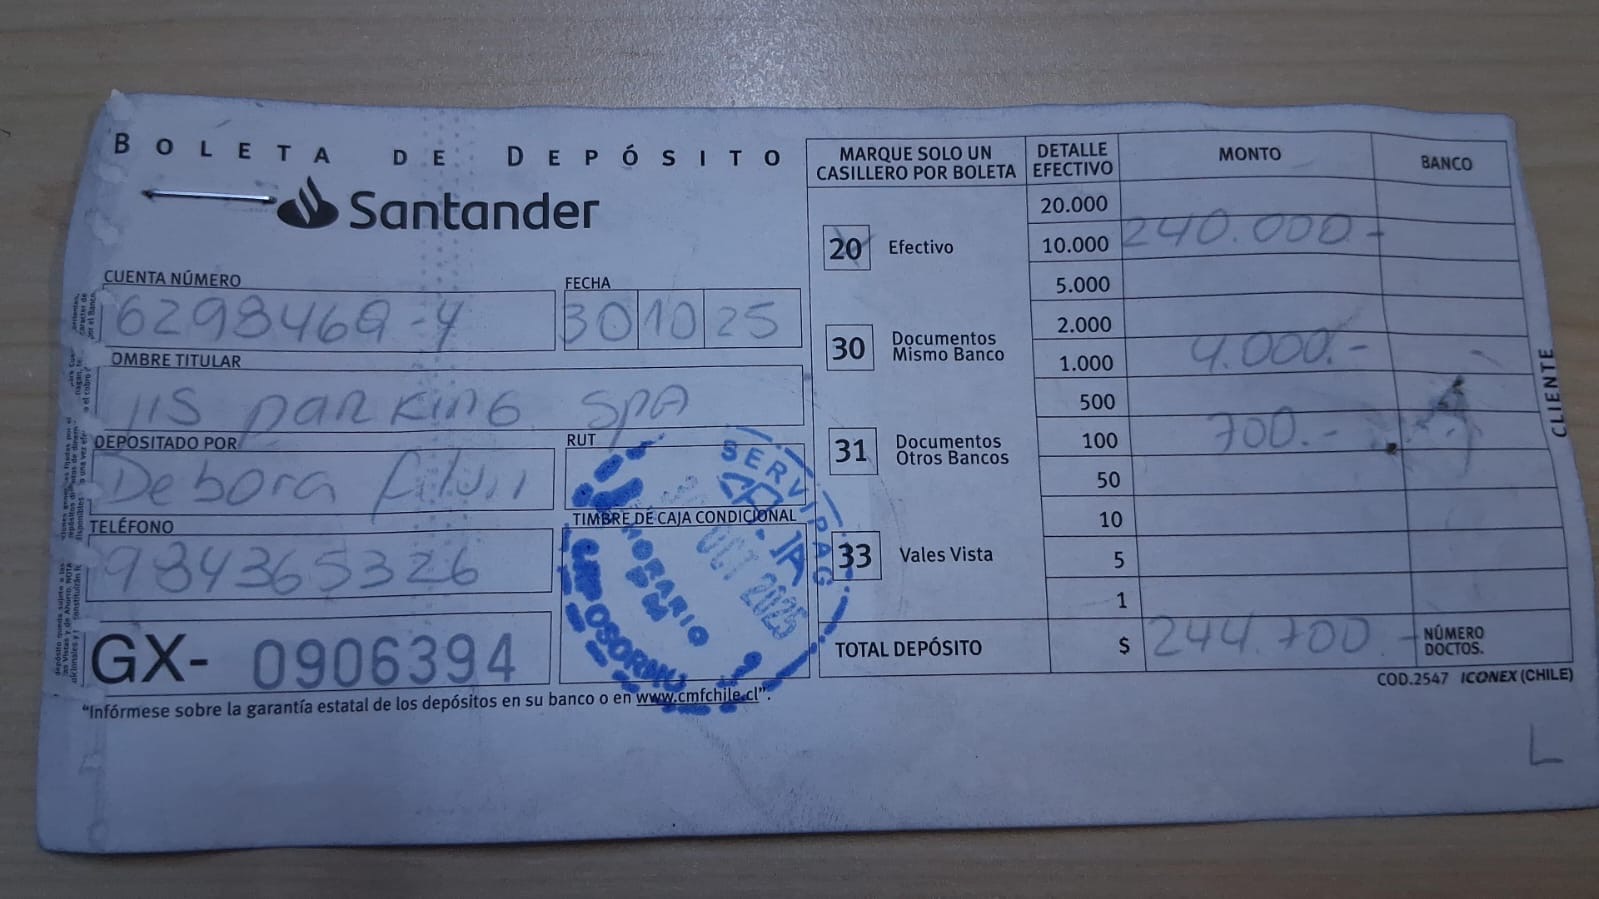 BOLETA DE DEPÓSITO
Santander
CUENTA NÚMERO
6298469-4
FECHA
30 10 25
OMBRE TITULAR
IIS PARKING SPA
DEPOSITADO POR
Debora
RUT
TELÉFONO
984365326
TIMBRE DE CAJA CONDICIONAL
SERVIPAG
HORARIO
OSORNO
OCT 2025
GX- 0906394
"Infórmese sobre la garantía estatal de los depósitos en su banco o en www.cmfchile.cl".
MARQUE SOLO UN CASILLERO POR BOLETA
20 Efectivo
30 Documentos Mismo Banco
31 Documentos Otros Bancos
33 Vales Vista
DETALLE EFECTIVO MONTO BANCO
20.000
10.000 240.000.-
5.000
2.000
1.000 4.000.-
500
100 700.-
50
10
5
1
TOTAL DEPÓSITO $ 244.700.- NÚMERO DOCTOS.
CLIENTE
COD.2547 ICONEX (CHILE)